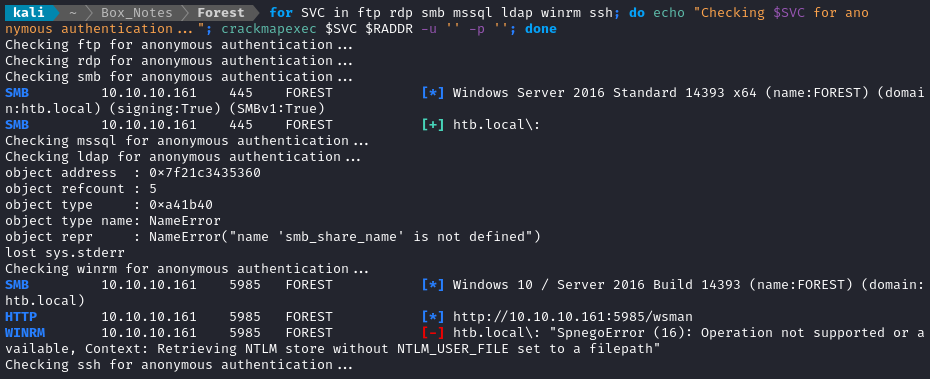 kali ~ Box_Notes Forest for SVC in ftp rdp smb mssql ldap winrm ssh; do echo "Checking $SVC for ano
nymous authentication..."; crackmapexec $SVC $RADDR -u '' -p ''; done
Checking ftp for anonymous authentication...
Checking rdp for anonymous authentication...
Checking smb for anonymous authentication...
SMB         10.10.10.161    445    FOREST           [*] Windows Server 2016 Standard 14393 x64 (name:FOREST) (domai
n:htb.local) (signing:True) (SMBv1:True)
SMB         10.10.10.161    445    FOREST           [+] htb.local\:
Checking mssql for anonymous authentication...
Checking ldap for anonymous authentication...
object address  : 0x7f21c3435360
object refcount : 5
object type     : 0xa41b40
object type name: NameError
object repr     : NameError("name 'smb_share_name' is not defined")
lost sys.stderr
Checking winrm for anonymous authentication...
SMB         10.10.10.161    5985   FOREST           [*] Windows 10 / Server 2016 Build 14393 (name:FOREST) (domain:
htb.local)
HTTP        10.10.10.161    5985   FOREST           [*] http://10.10.10.161:5985/wsman
WINRM       10.10.10.161    5985   FOREST           [-] htb.local\: "SpnegoError (16): Operation not supported or a
vailable, Context: Retrieving NTLM store without NTLM_USER_FILE set to a filepath"
Checking ssh for anonymous authentication...